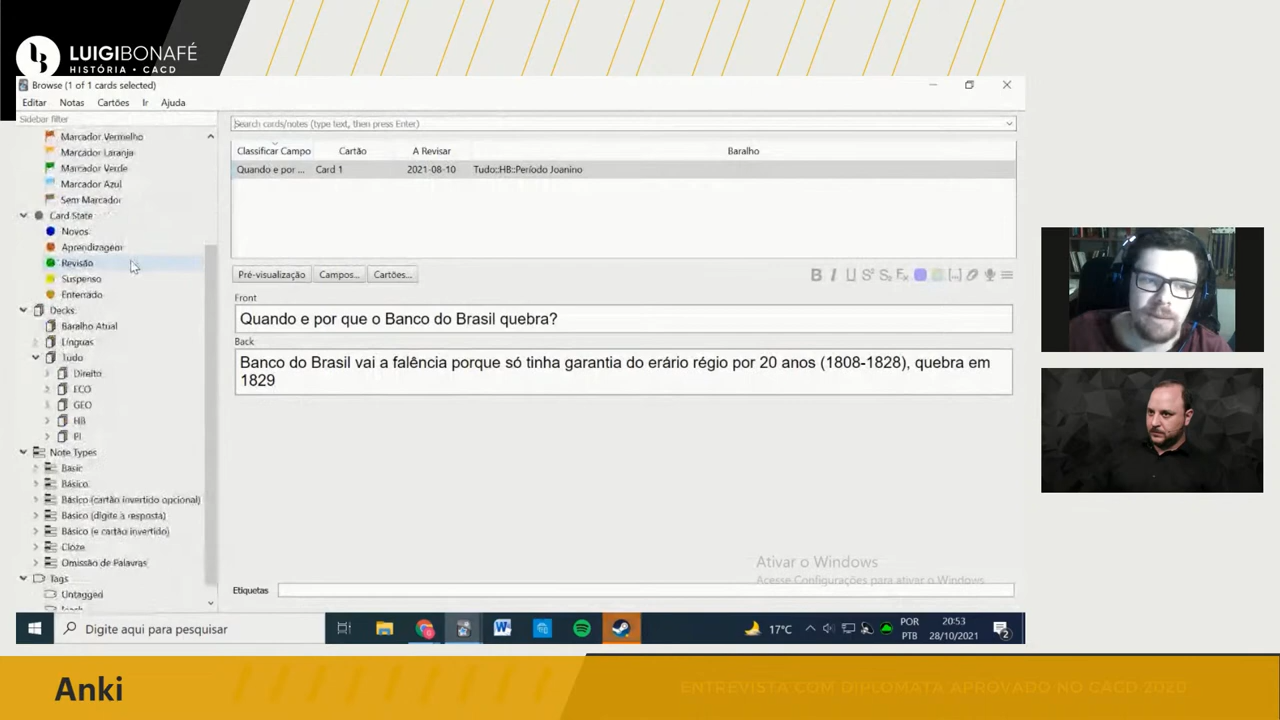 LUIGIBONAFÉ
HISTÓRIA • CACD
Browse (1 of 1 cards selected)
Editar Notas Cartões Ir Ajuda
Sidebar filter
Marcador Vermelho
Marcador Laranja
Marcador Verde
Marcador Azul
Sem Marcador
Card State
Novos
Aprendizagem
Revisão
Suspenso
Enterrado
Decks
Baralho Atual
Línguas
Tudo
Direito
ECO
GEO
HB
PI
Note Types
Basic
Básico
Básico (cartão invertido opcional)
Básico (digite a resposta)
Básico (e cartão invertido)
Cloze
Omissão de Palavras
Tags
Untagged
Search cards/notes (type text, then press Enter)
Classificar Campo Cartão A Revisar Baralho
Quando e por ... Card 1 2021-08-10 Tudo::HB::Período Joanino
Pré-visualização Campos... Cartões...
Front
Quando e por que o Banco do Brasil quebra?
Back
Banco do Brasil vai a falência porque só tinha garantia do erário régio por 20 anos (1808-1828), quebra em
1829
Ativar o Windows
Acesse Configurações para ativar o Windows.
Etiquetas
Digite aqui para pesquisar
17°C
POR
PTB
20:53
28/10/2021
2
Anki
ENTREVISTA COM DIPLOMATA APROVADO NO CACD 2020